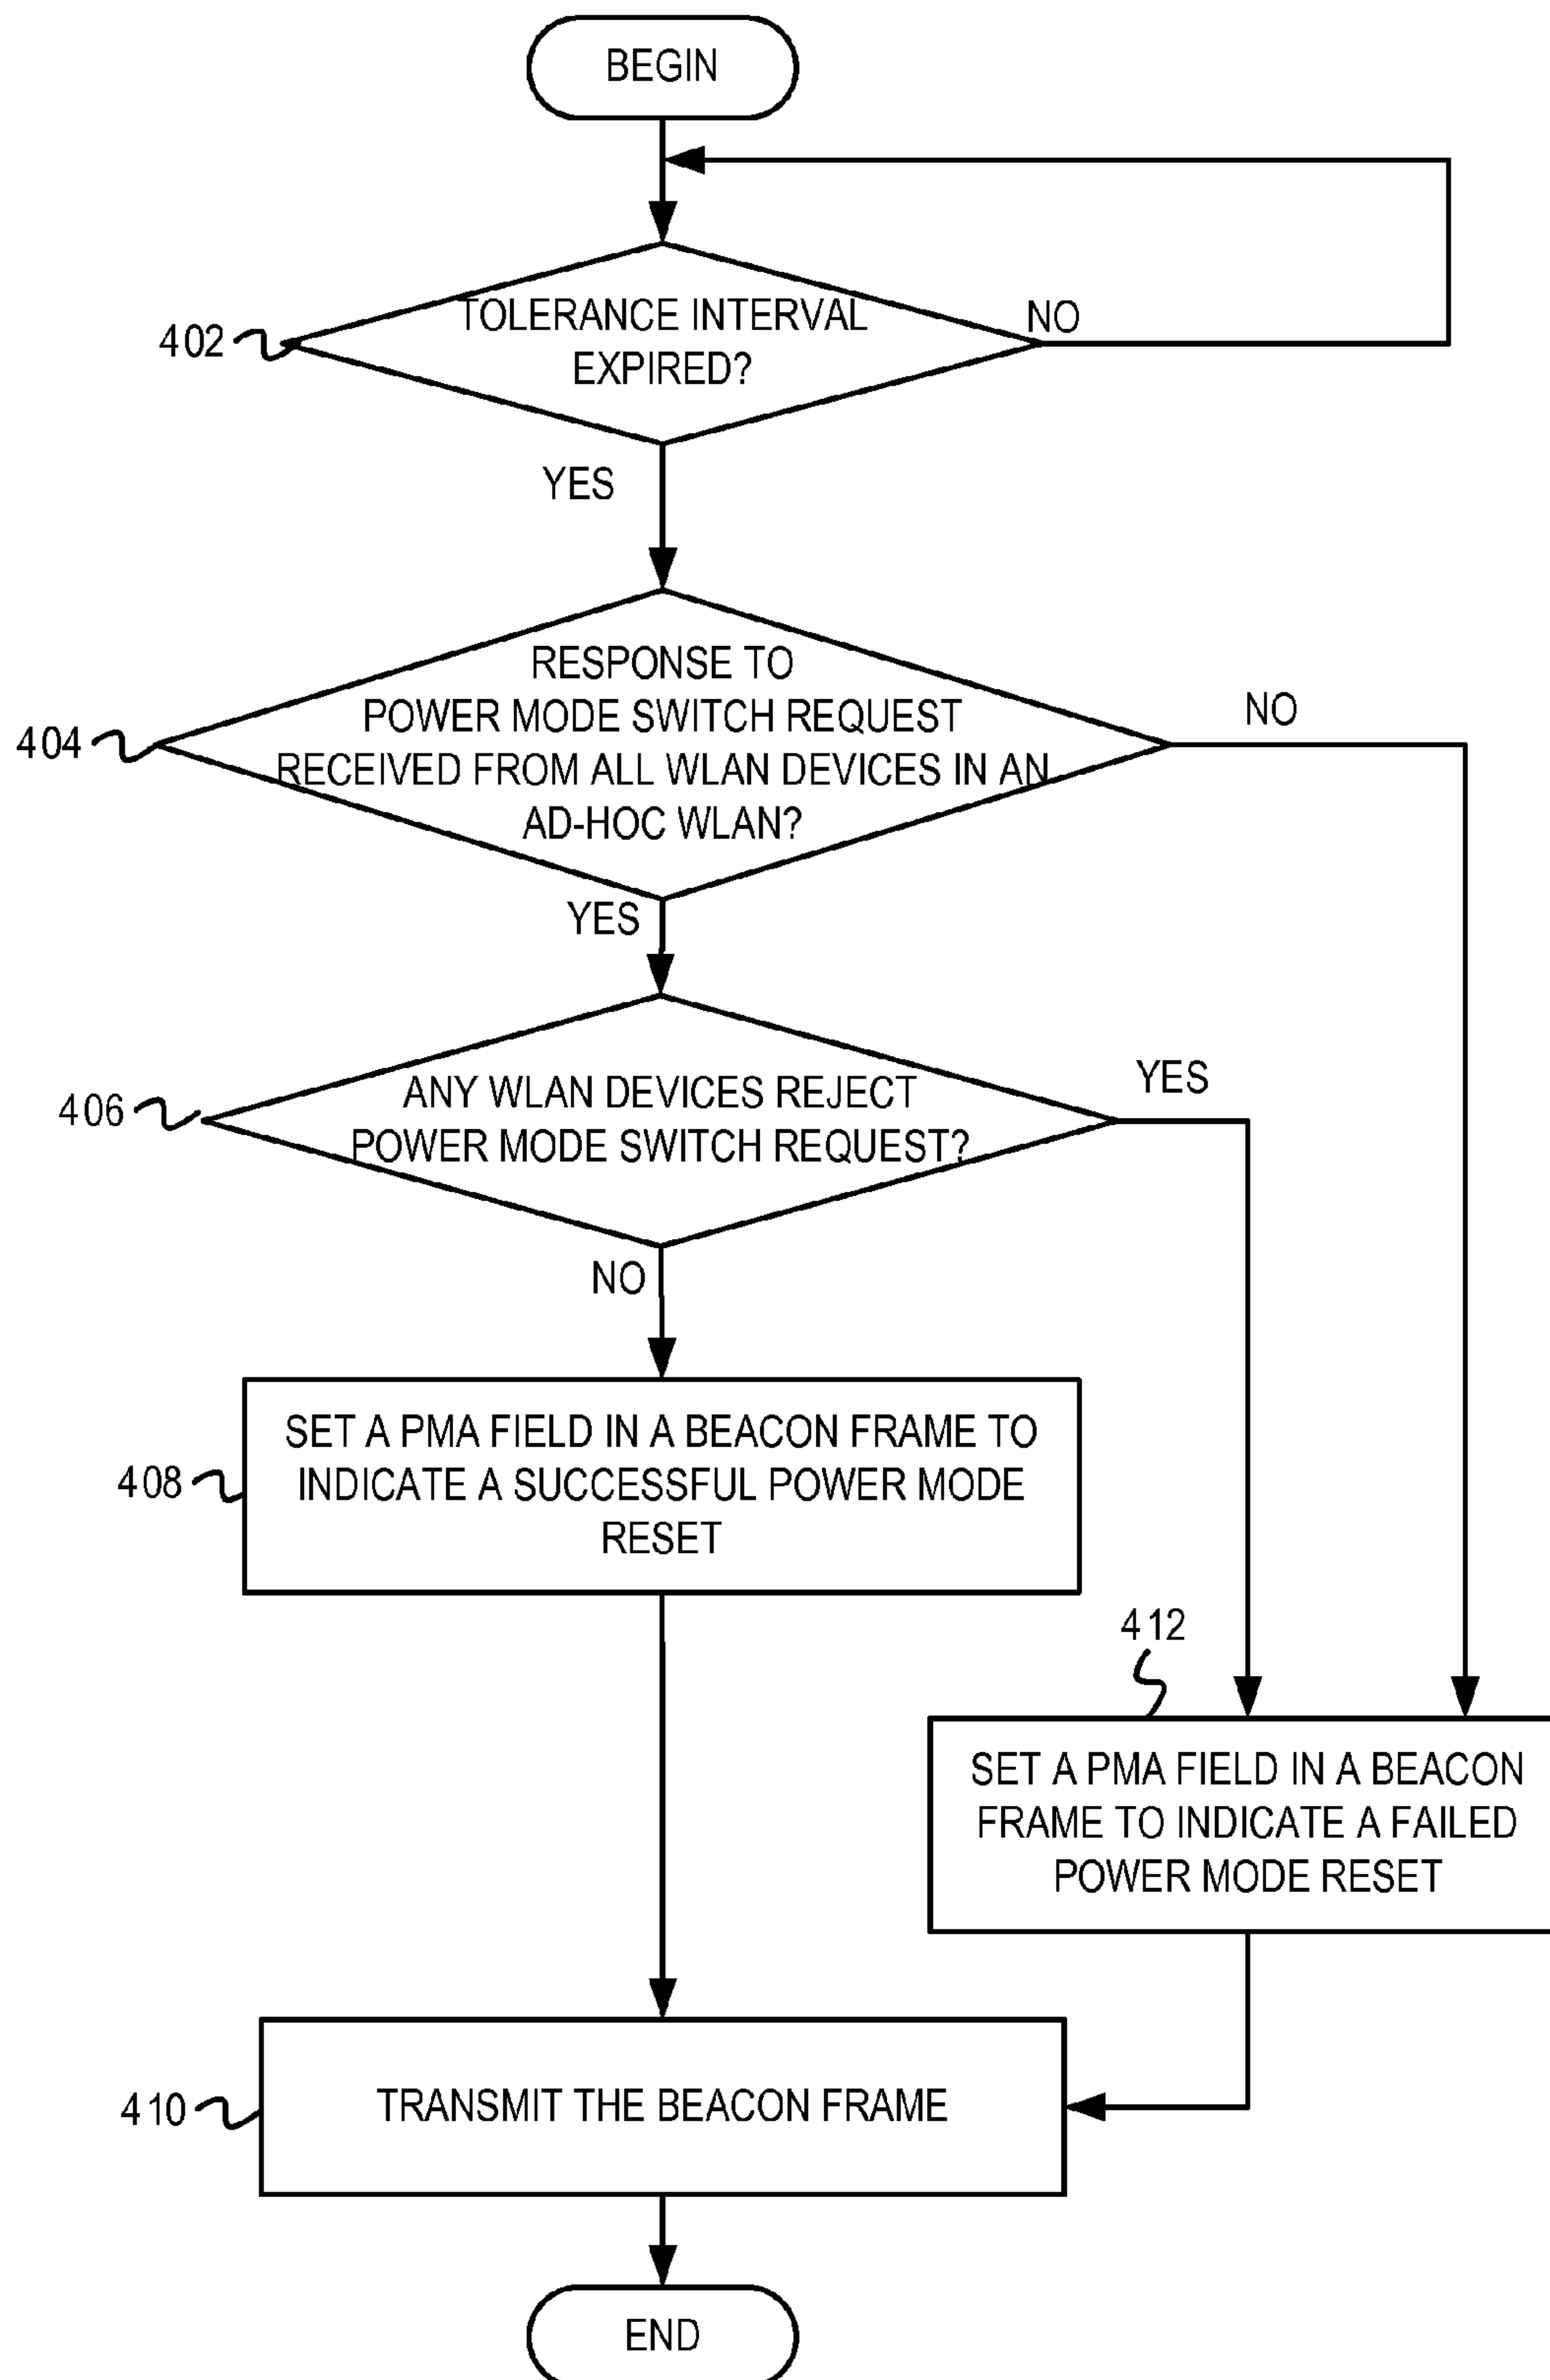 BEGIN
TOLERANCE INTERVAL
EXPIRED?
NO
402
YES
RESPONSE TO
POWER MODE SWITCH REQUEST
RECEIVED FROM ALL WLAN DEVICES IN AN
AD-HOC WLAN?
NO
404
YES
ANY WLAN DEVICES REJECT
POWER MODE SWITCH REQUEST?
YES
406
NO
SET A PMA FIELD IN A BEACON FRAME TO
INDICATE A SUCCESSFUL POWER MODE
RESET
408
412
SET A PMA FIELD IN A BEACON
FRAME TO INDICATE A FAILED
POWER MODE RESET
410
TRANSMIT THE BEACON FRAME
END